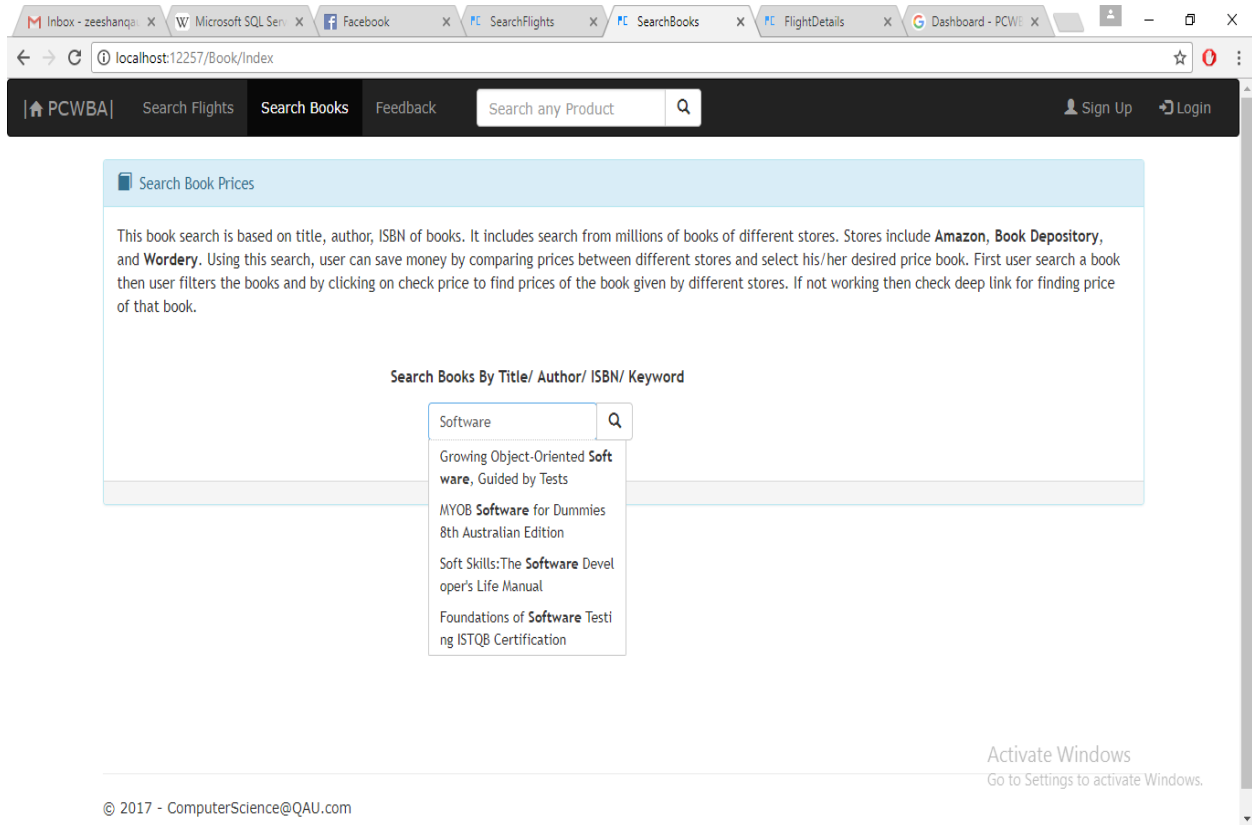 Inbox - zeeshanqa
Microsoft SQL Serv
Facebook
PC SearchFlights
PC SearchBooks
PC FlightDetails
Dashboard - PCWB
localhost:12257/Book/Index
|PCWBA|
Search Flights
Search Books
Feedback
Search any Product
Sign Up
Login
Search Book Prices
This book search is based on title, author, ISBN of books. It includes search from millions of books of different stores. Stores include Amazon, Book Depository,
and Wordery. Using this search, user can save money by comparing prices between different stores and select his/her desired price book. First user search a book
then user filters the books and by clicking on check price to find prices of the book given by different stores. If not working then check deep link for finding price
of that book.
Search Books By Title/ Author/ ISBN/ Keyword
Software
Growing Object-Oriented Soft
ware, Guided by Tests
MYOB Software for Dummies
8th Australian Edition
Soft Skills:The Software Devel
oper's Life Manual
Foundations of Software Testi
ng ISTQB Certification
Activate Windows
Go to Settings to activate Windows.
© 2017 - ComputerScience@QAU.com